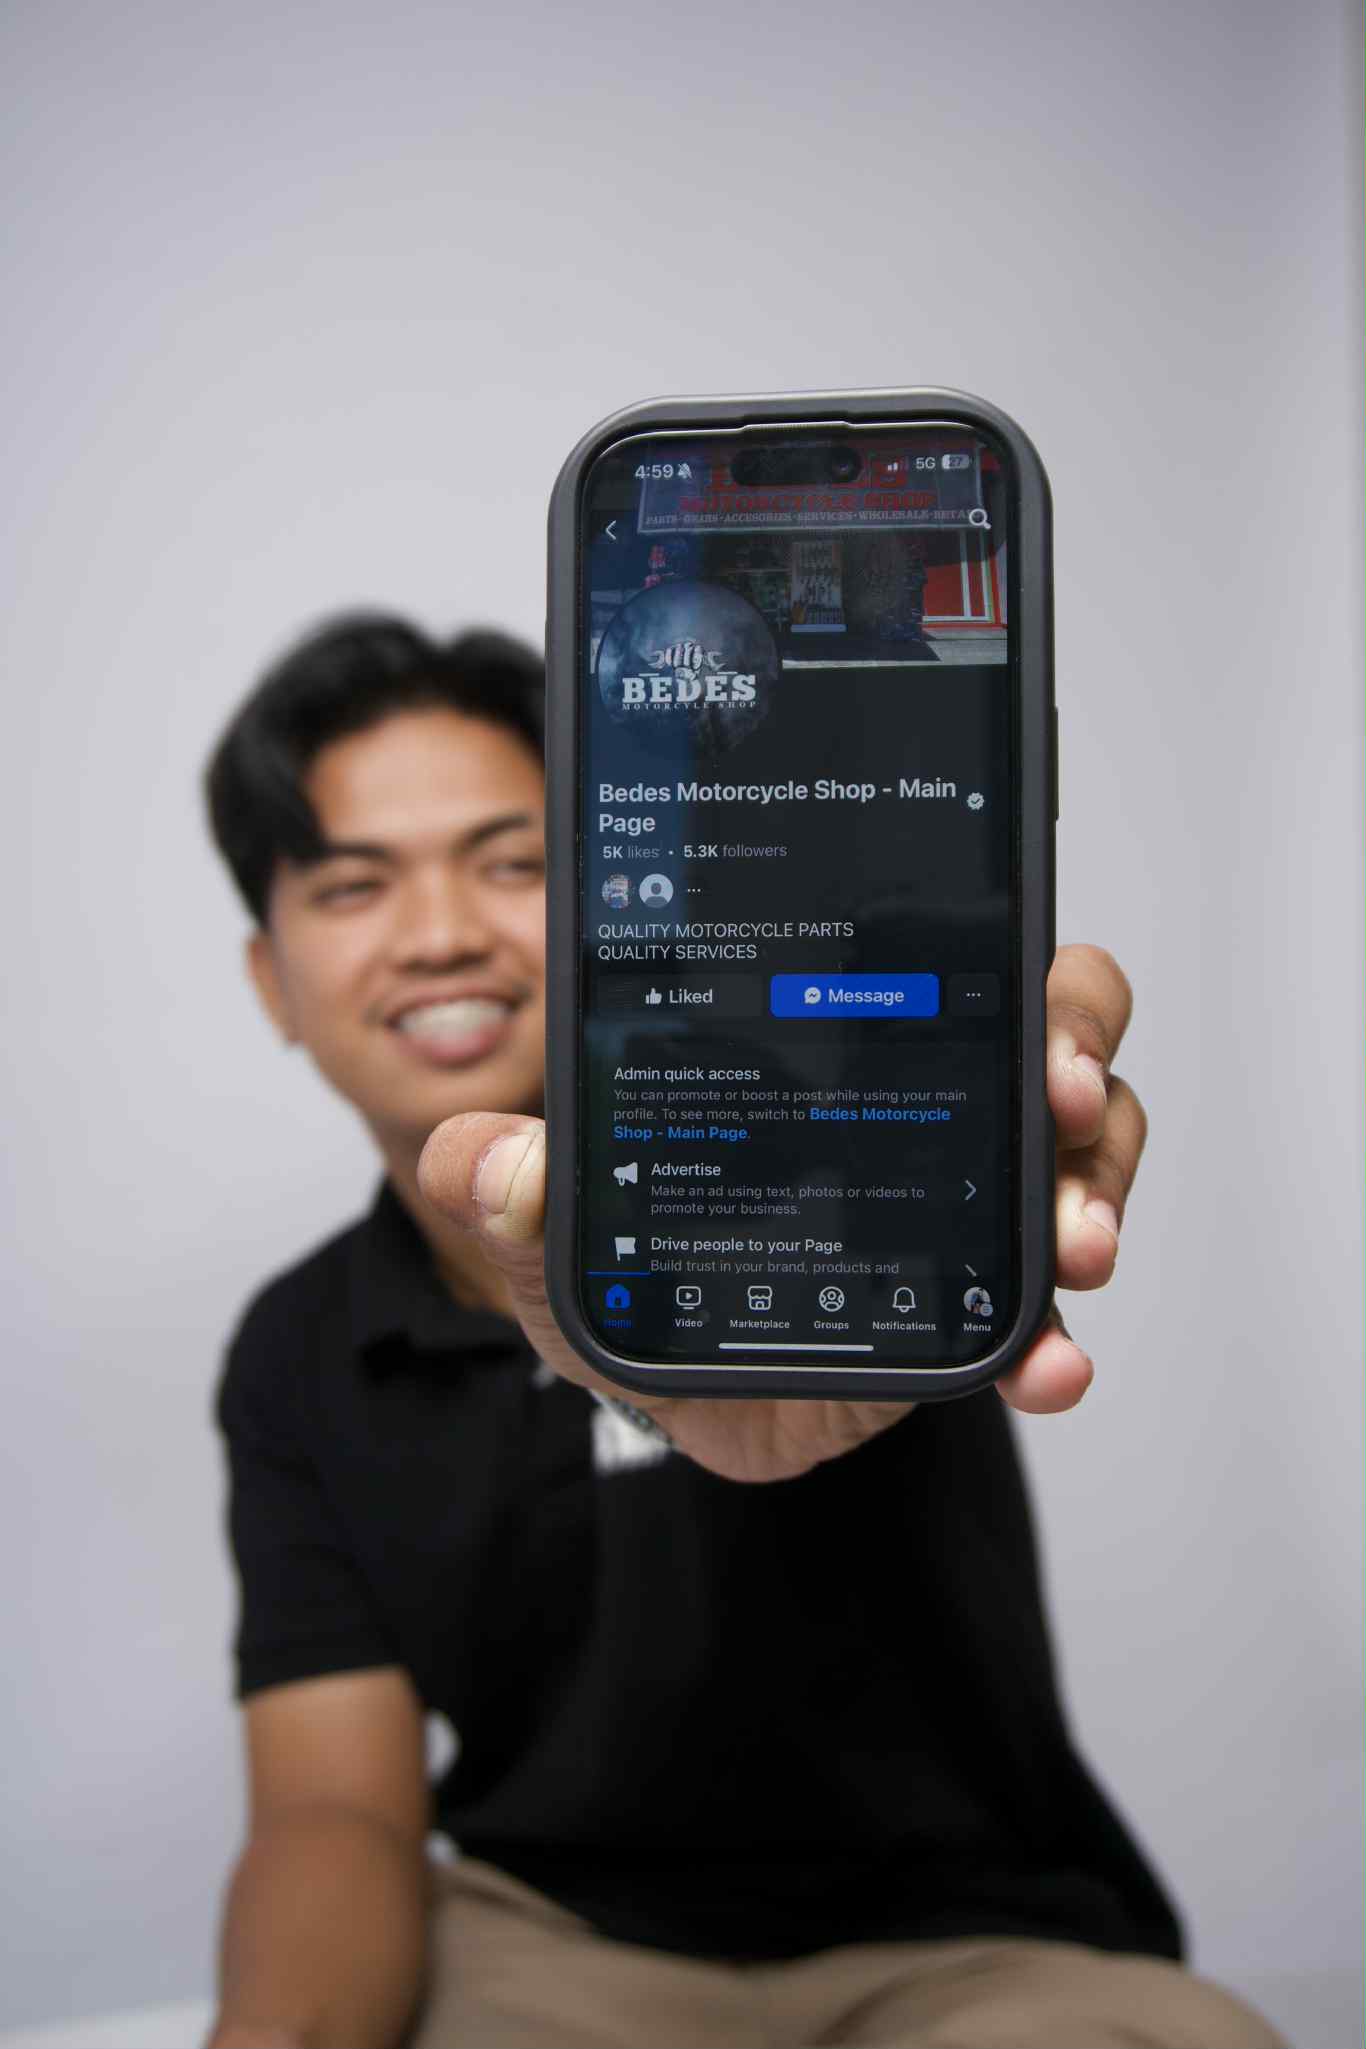 4:59
5G 27
MOTORCYCLE SHOP
PARTS·GEARS·ACCESORIES·SERVICES·WHOLESALE·RETAI
BEDES
MOTORCYLE SHOP
Bedes Motorcycle Shop - Main
Page
5K likes • 5.3K followers
QUALITY MOTORCYCLE PARTS
QUALITY SERVICES
Liked
Message
Admin quick access
You can promote or boost a post while using your main
profile. To see more, switch to Bedes Motorcycle
Shop - Main Page.
Advertise
Make an ad using text, photos or videos to
promote your business.
Drive people to your Page
Build trust in your brand, products and
Home Video Marketplace Groups Notifications Menu